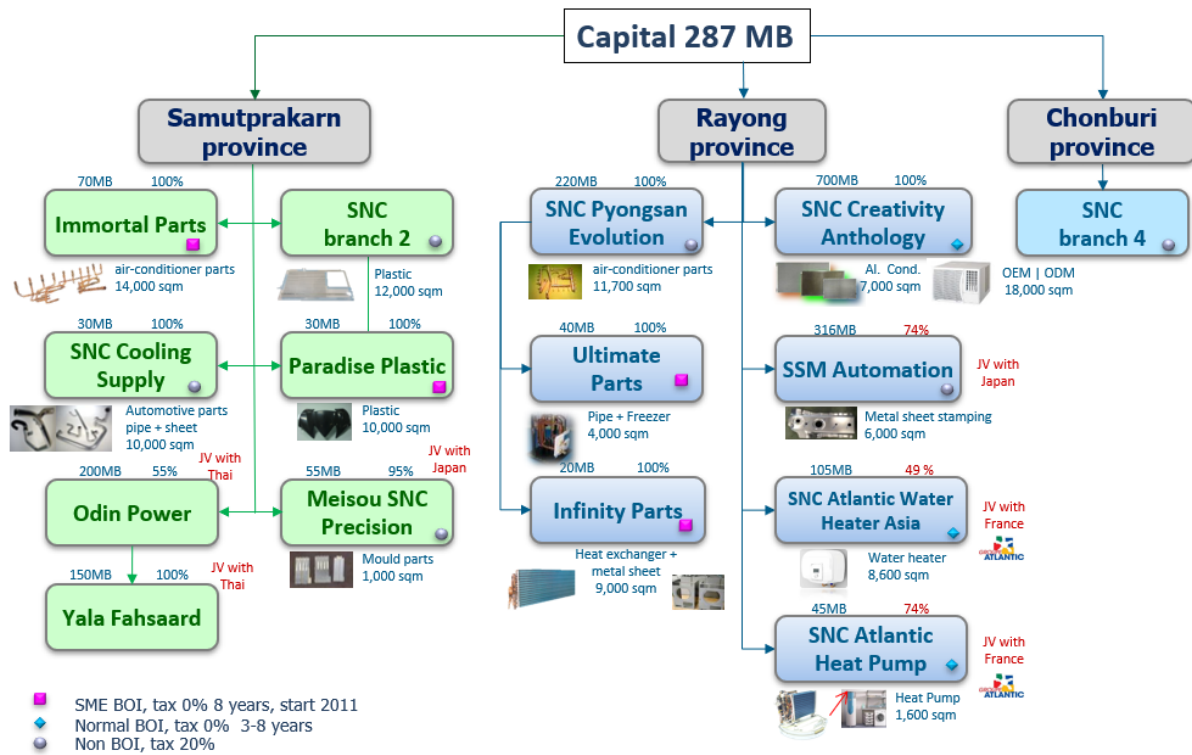 Capital 287 MB
Samutprakarn
province
70MB 100%
Immortal Parts
air-conditioner parts
14,000 sqm
SNC
branch 2
Plastic
12,000 sqm
30MB 100%
SNC Cooling
Supply
Automotive parts
pipe + sheet
10,000 sqm
30MB 100%
Paradise Plastic
Plastic
10,000 sqm
200MB 55%
JV with
Thai
Odin Power
55MB 95%
JV with
Japan
Meisou SNC
Precision
Mould parts
1,000 sqm
150MB 100%
JV with
Thai
Yala Fahsaard
Rayong
province
220MB 100%
SNC Pyongsan
Evolution
air-conditioner parts
11,700 sqm
700MB 100%
SNC Creativity
Anthology
Al. Cond.
7,000 sqm
OEM | ODM
18,000 sqm
40MB 100%
Ultimate
Parts
Pipe + Freezer
4,000 sqm
316MB 74%
SSM Automation
JV with
Japan
Metal sheet stamping
6,000 sqm
20MB 100%
Infinity Parts
Heat exchanger +
metal sheet
9,000 sqm
105MB 49 %
SNC Atlantic Water
Heater Asia
JV with
France
ATLANTIC
Water heater
8,600 sqm
45MB 74%
SNC Atlantic
Heat Pump
JV with
France
ATLANTIC
Heat Pump
1,600 sqm
Chonburi
province
SNC
branch 4
SME BOI, tax 0% 8 years, start 2011
Normal BOI, tax 0% 3-8 years
Non BOI, tax 20%